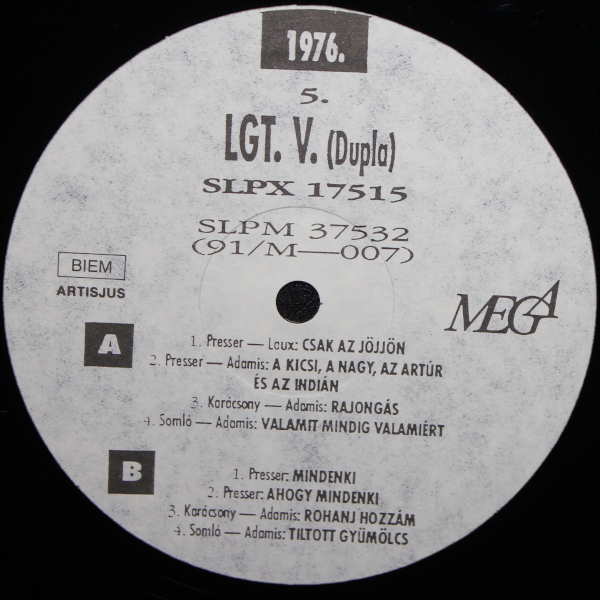 1976.
5.
LGT. V. (Dupla)
SLPX 17515
SLPM 37532
(91/M—007)
BIEM
ARTISJUS
MEGA
A
1. Presser — Laux: CSAK AZ JÖJJÖN
2. Presser — Adamis: A KICSI, A NAGY, AZ ARTÚR
ÉS AZ INDIÁN
3. Karácsony — Adamis: RAJONGÁS
4. Somló — Adamis: VALAMIT MINDIG VALAMIÉRT
B
1. Presser: MINDENKI
2. Presser: AHOGY MINDENKI
3. Karácsony — Adamis: ROHANJ HOZZÁM
4. Somló — Adamis: TILTOTT GYÜMÖLCS